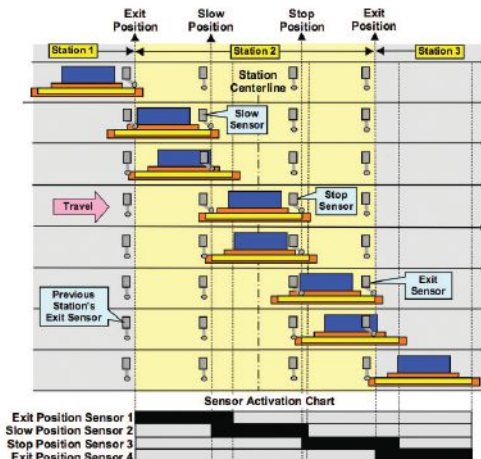 Exit Position
Slow Position
Stop Position
Exit Position
Station 1
Station 2
Station 3
Station Centerline
Slow Sensor
Travel
Stop Sensor
Previous Station's Exit Sensor
Exit Sensor
Sensor Activation Chart
Exit Position Sensor 1
Slow Position Sensor 2
Stop Position Sensor 3
Exit Position Sensor 4